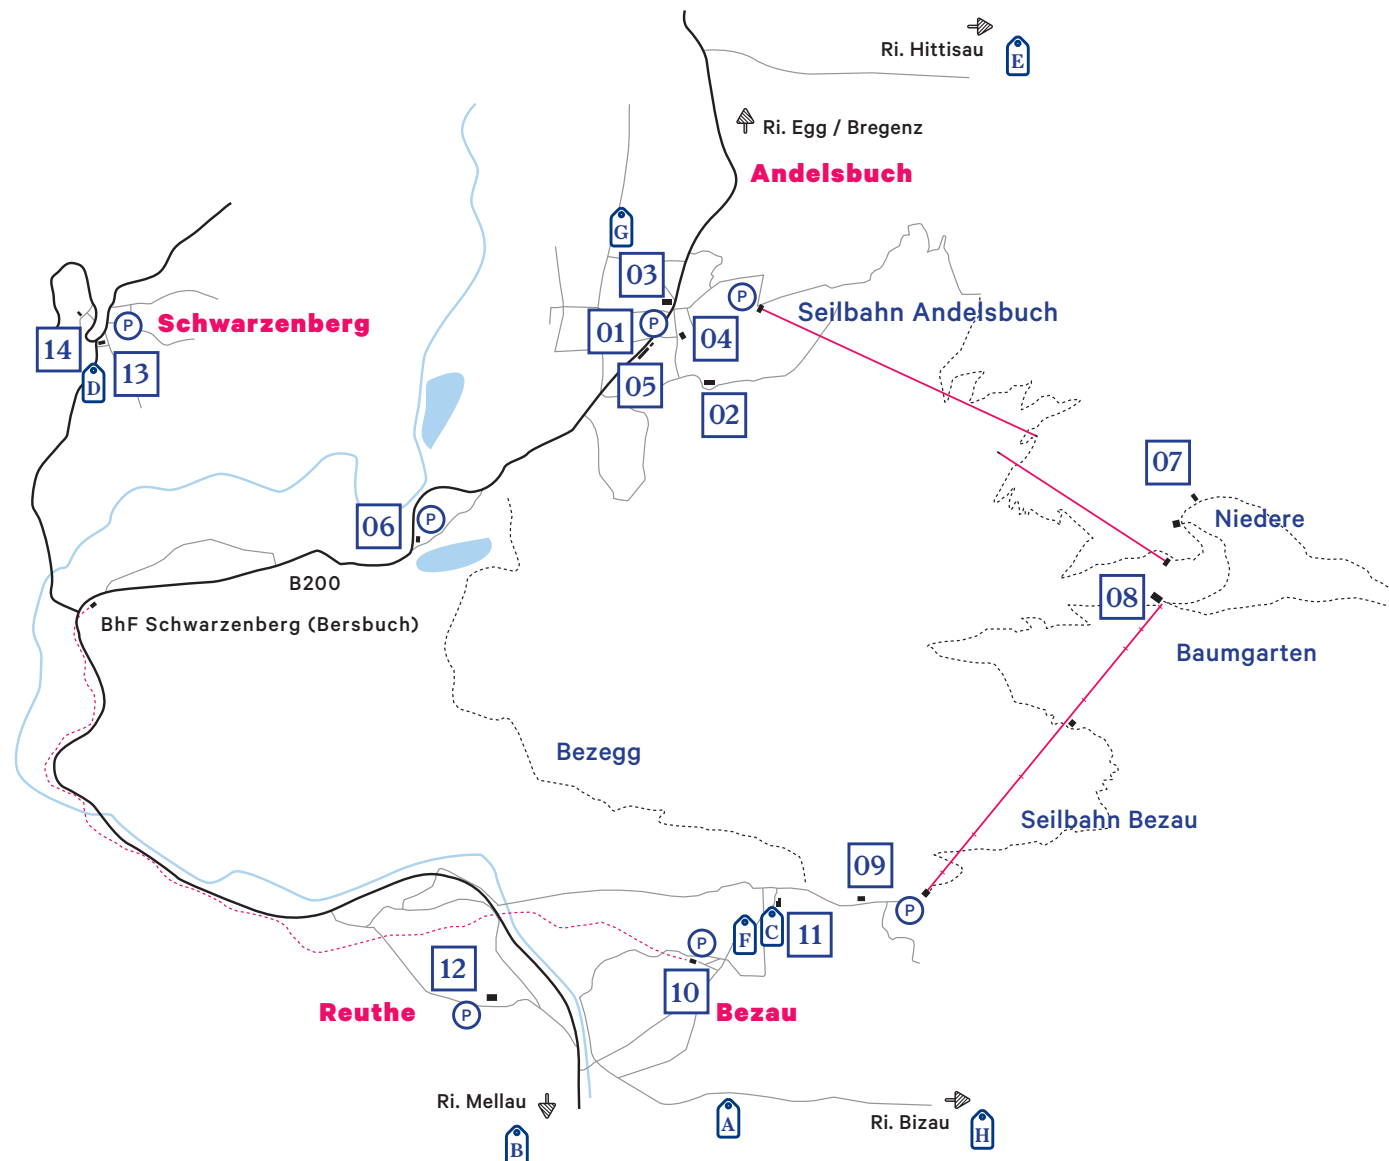 Ri. Hittisau
E
Ri. Egg / Bregenz
Andelsbuch
G
03
P
Seilbahn Andelsbuch
01
P
04
05
02
Schwarzenberg
P
14
13
D
07
Niedere
06
P
B200
08
BhF Schwarzenberg (Bersbuch)
Baumgarten
Bezegg
Seilbahn Bezau
09
P
F
C
11
P
12
10
Reuthe
P
Bezau
Ri. Mellau
B
A
Ri. Bizau
H